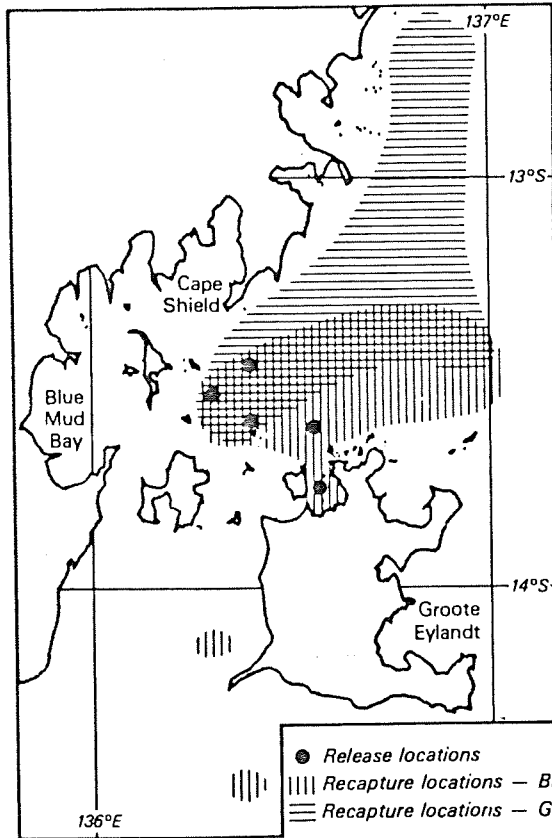 137°E
13°S
Cape
Shield
Blue
Mud
Bay
14°S
Groote
Eylandt
Release locations
Recapture locations — B
Recapture locations — G
136°E